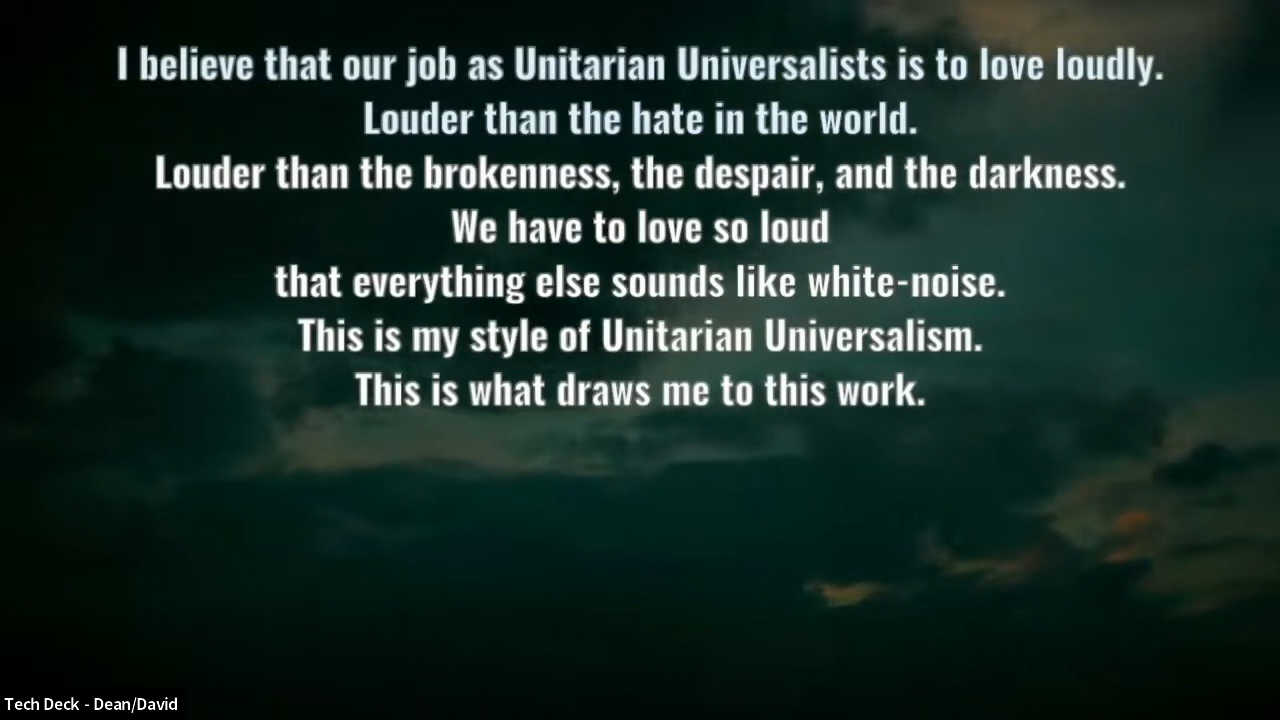 I believe that our job as Unitarian Universalists is to love loudly.
Louder than the hate in the world.
Louder than the brokenness, the despair, and the darkness.
We have to love so loud
that everything else sounds like white-noise.
This is my style of Unitarian Universalism.
This is what draws me to this work.
Tech Deck - Dean/David